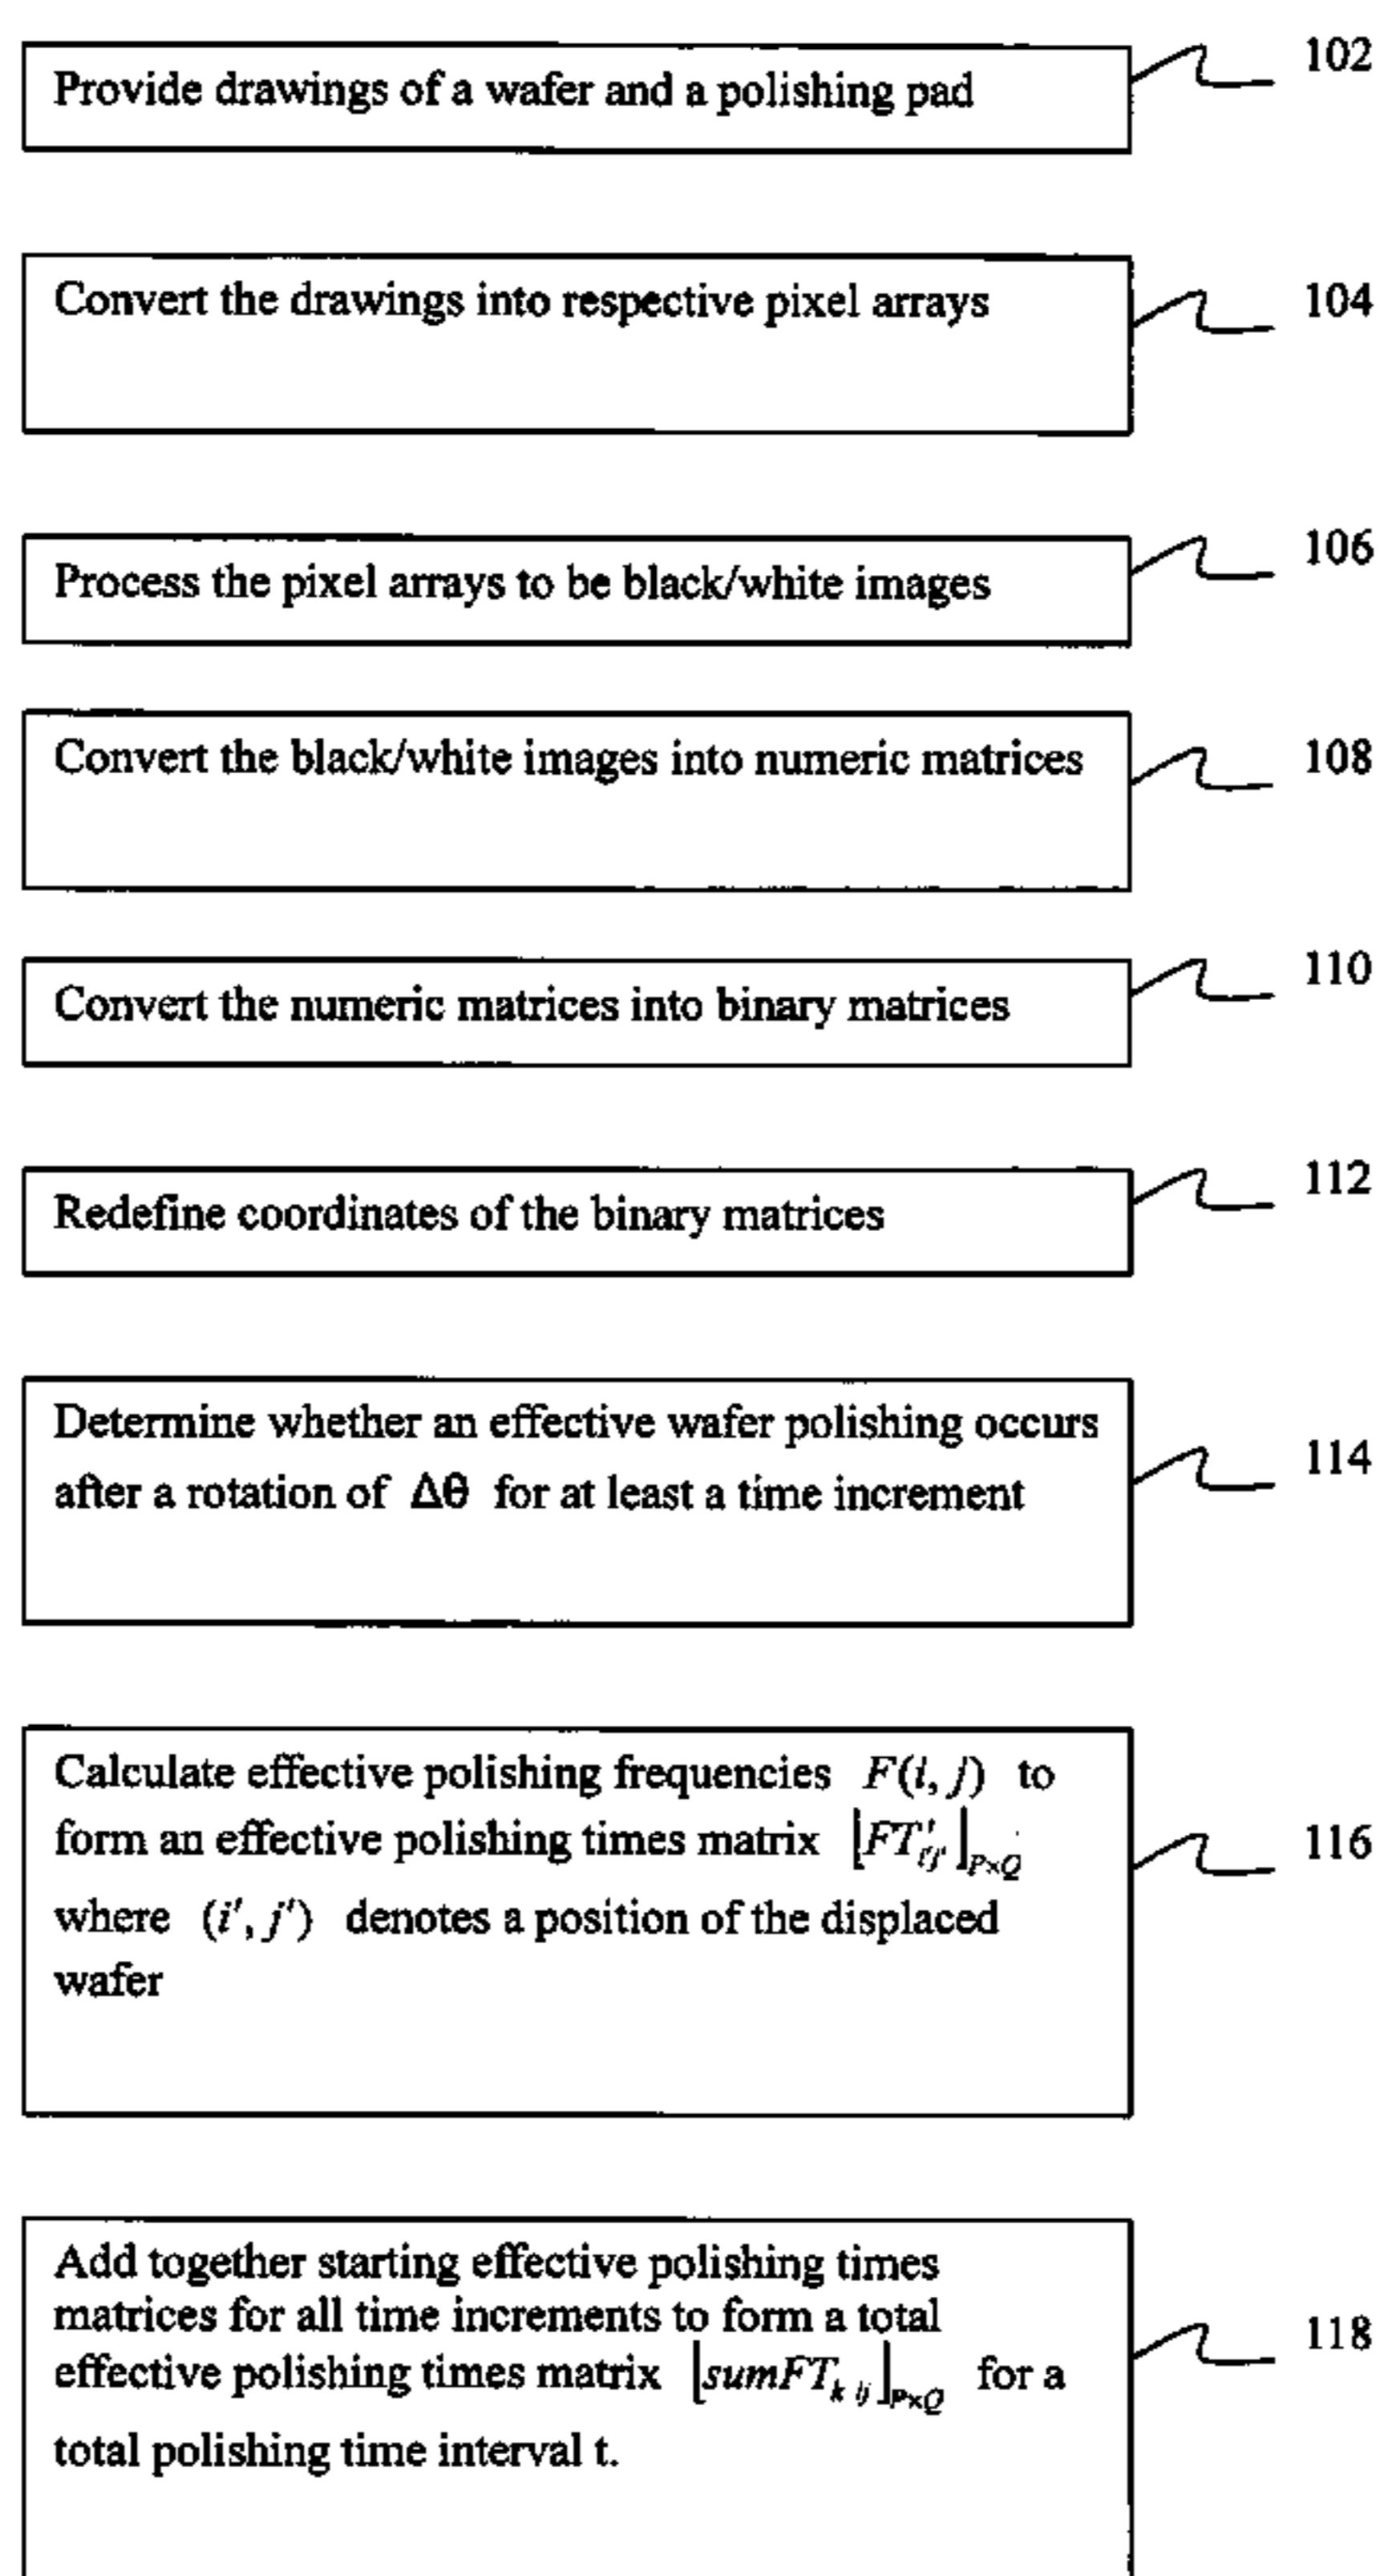 Provide drawings of a wafer and a polishing pad
102
Convert the drawings into respective pixel arrays
104
Process the pixel arrays to be black/white images
106
Convert the black/white images into numeric matrices
108
Convert the numeric matrices into binary matrices
110
Redefine coordinates of the binary matrices
112
Determine whether an effective wafer polishing occurs
after a rotation of Δθ for at least a time increment
114
Calculate effective polishing frequencies F(i, j) to
form an effective polishing times matrix ⌊FT'_{i'j'}⌋_{P×Q}
where (i', j') denotes a position of the displaced
wafer
116
Add together starting effective polishing times
matrices for all time increments to form a total
effective polishing times matrix ⌊sumFT_{k ij}⌋_{P×Q} for a
total polishing time interval t.
118